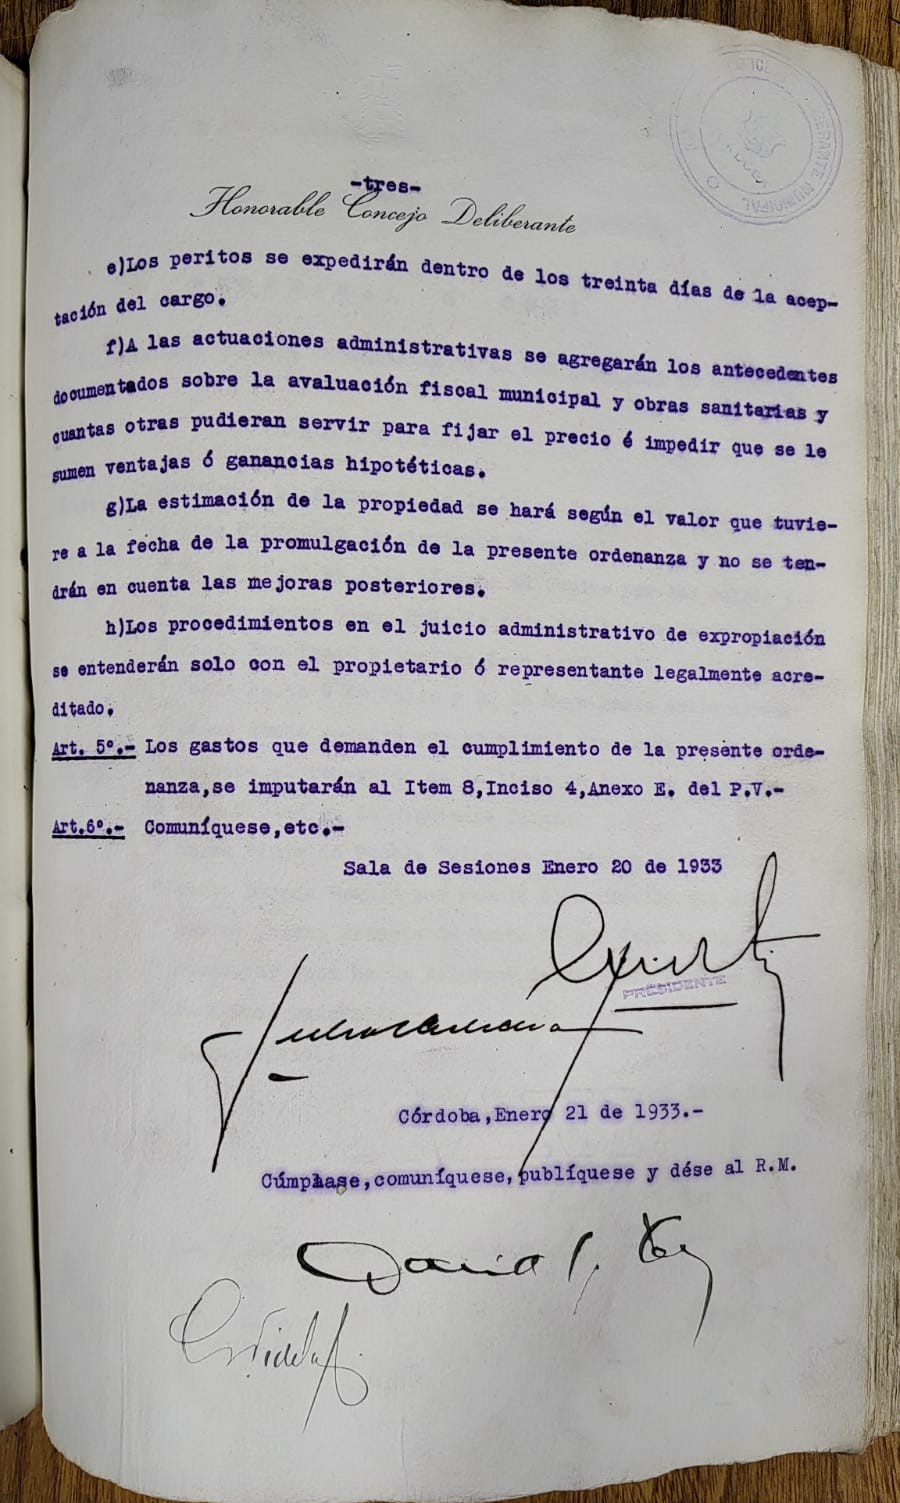 -tres-
Honorable Concejo Deliberante
e)Los peritos se expedirán dentro de los treinta días de la acep-
tación del cargo.
f)A las actuaciones administrativas se agregarán los antecedentes
documentados sobre la avaluación fiscal municipal y obras sanitarias y
cuantas otras pudieran servir para fijar el precio é impedir que se le
sumen ventajas ó ganancias hipotéticas.
g)La estimación de la propiedad se hará según el valor que tuvie-
re a la fecha de la promulgación de la presente ordenanza y no se ten-
drán en cuenta las mejoras posteriores.
h)Los procedimientos en el juicio administrativo de expropiación
se entenderán solo con el propietario ó representante legalmente acre-
ditado.
Art. 5º.- Los gastos que demanden el cumplimiento de la presente orde-
nanza,se imputarán al Item 8,Inciso 4,Anexo E. del P.V.-
Art.6º.- Comuníquese,etc.-
Sala de Sesiones Enero 20 de 1933
PRESIDENTE
Córdoba,Enero 21 de 1933.-
Cúmplase,comuníquese,publíquese y dése al R.M.